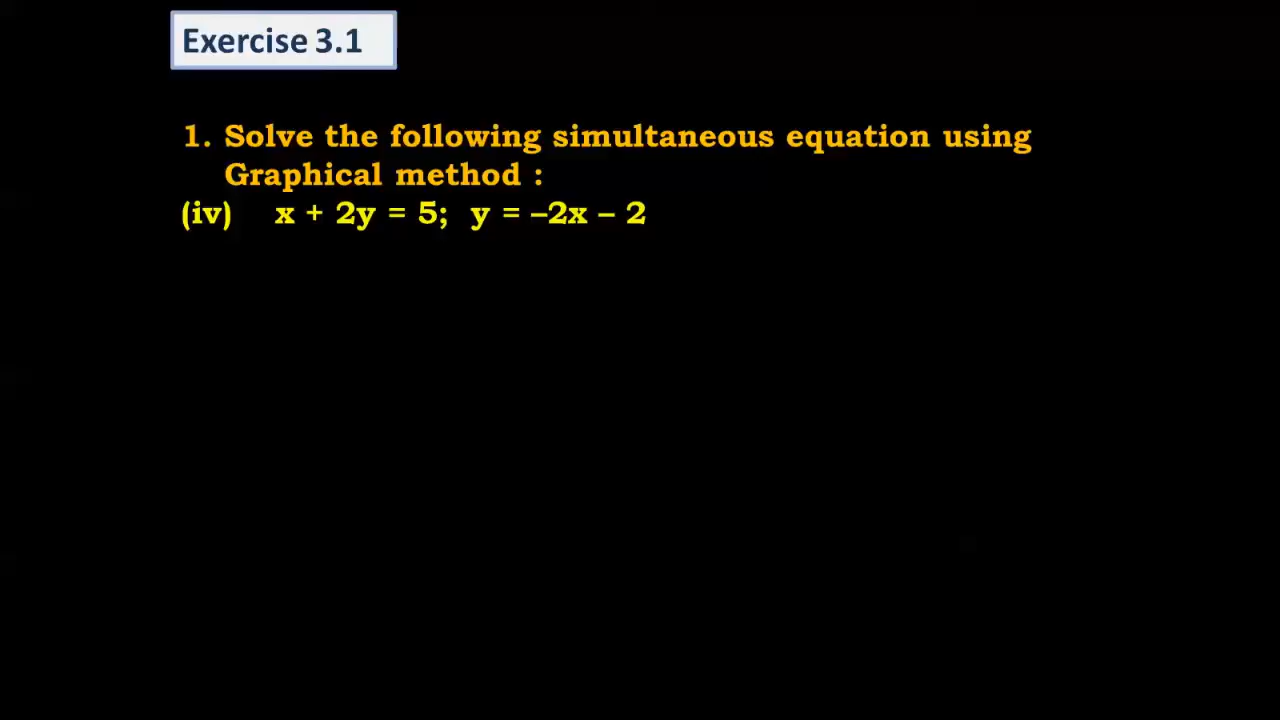 Exercise 3.1
1. Solve the following simultaneous equation using
Graphical method :
(iv) x + 2y = 5; y = –2x – 2